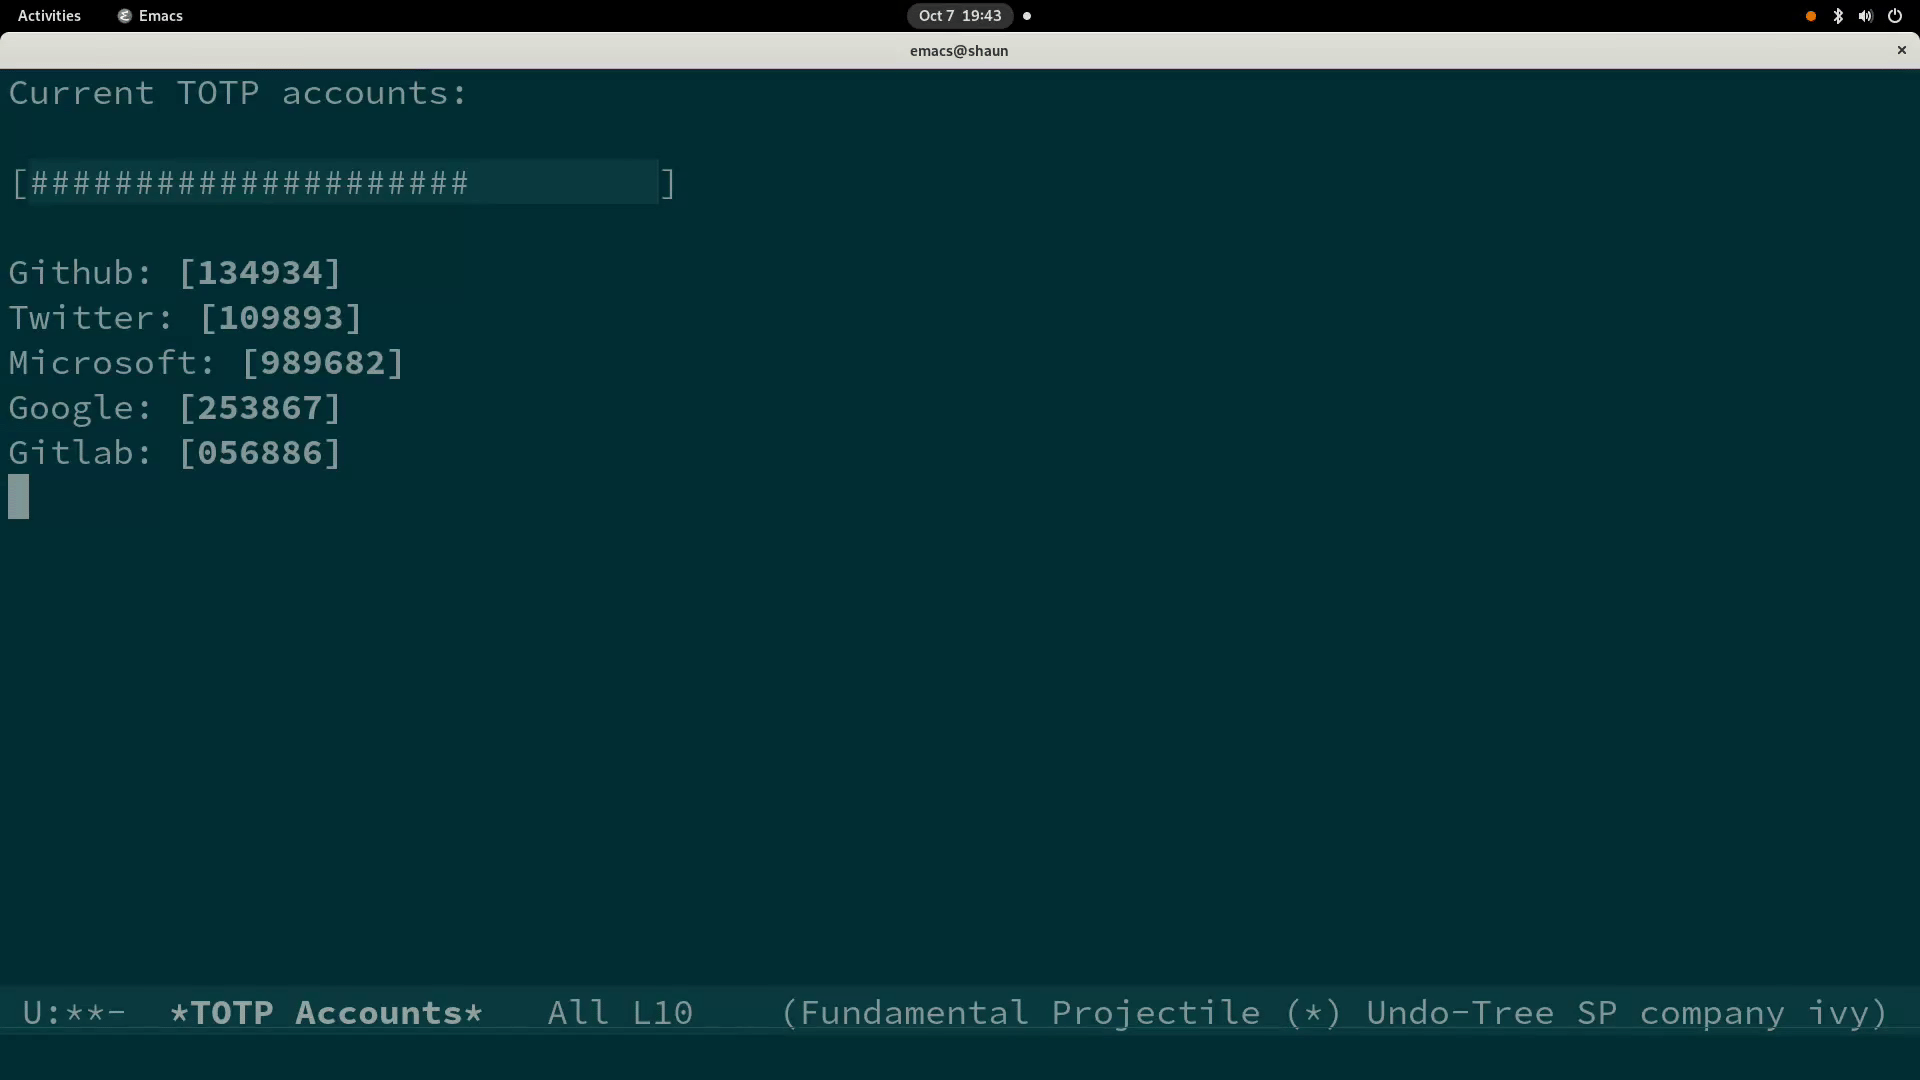 Activities Emacs Oct 7 19:43
emacs@shaun ×
Current TOTP accounts:
[##################### ]
Github: [134934]
Twitter: [109893]
Microsoft: [989682]
Google: [253867]
Gitlab: [056886]
U:**- *TOTP Accounts* All L10 (Fundamental Projectile (*) Undo-Tree SP company ivy)